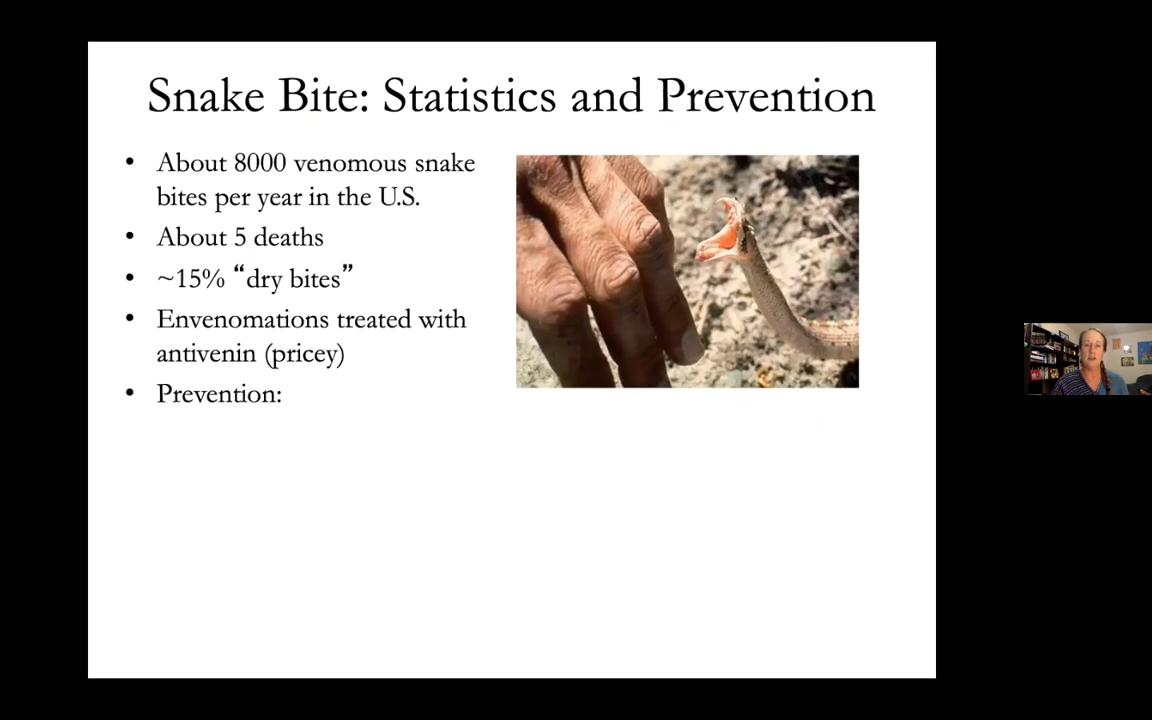 Snake Bite: Statistics and Prevention
• About 8000 venomous snake
bites per year in the U.S.
• About 5 deaths
• ~15% “dry bites”
• Envenomations treated with
antivenin (pricey)
• Prevention: